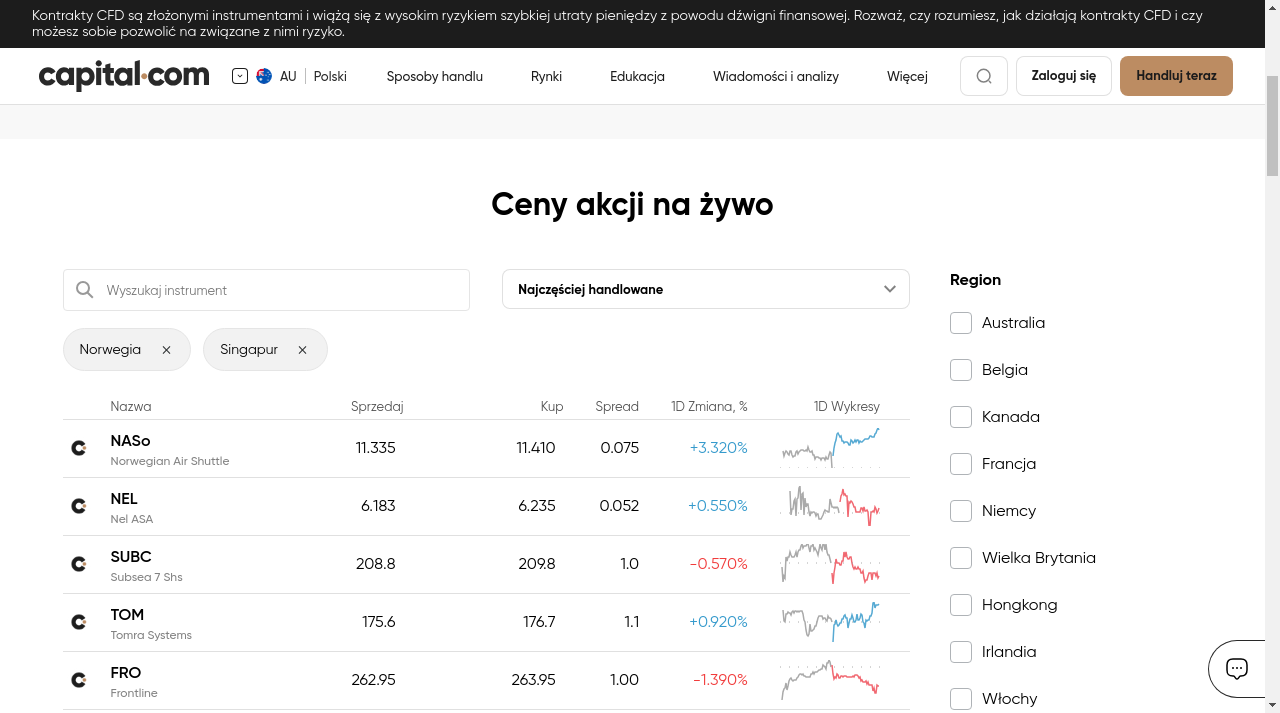 Kontrakty CFD są złożonymi instrumentami i wiążą się z wysokim ryzykiem szybkiej utraty pieniędzy z powodu dźwigni finansowej. Rozważ, czy rozumiesz, jak działają kontrakty CFD i czy
możesz sobie pozwolić na związane z nimi ryzyko.
capital.com AU Polski Sposoby handlu Rynki Edukacja Wiadomości i analizy Więcej Zaloguj się Handluj teraz
Ceny akcji na żywo
Wyszukaj instrument Najczęściej handlowane
Norwegia Singapur
Nazwa Sprzedaj Kup Spread 1D Zmiana, % 1D Wykresy
NASo 11.335 11.410 0.075 +3.320%
Norwegian Air Shuttle
NEL 6.183 6.235 0.052 +0.550%
Nel ASA
SUBC 208.8 209.8 1.0 -0.570%
Subsea 7 Shs
TOM 175.6 176.7 1.1 +0.920%
Tomra Systems
FRO 262.95 263.95 1.00 -1.390%
Frontline
Region
Australia
Belgia
Kanada
Francja
Niemcy
Wielka Brytania
Hongkong
Irlandia
Włochy